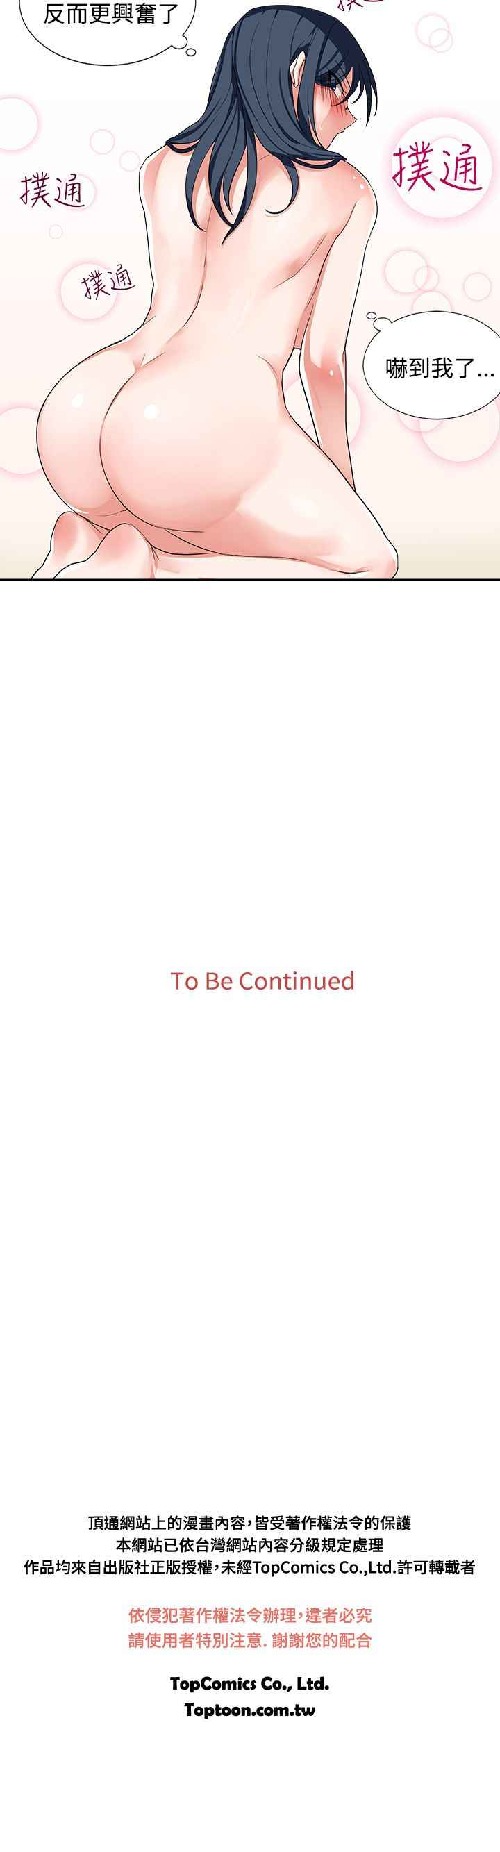 反而更興奮了
撲通
撲通
撲通
嚇到我了...
To Be Continued
頂通網站上的漫畫內容，皆受著作權法令的保護
本網站已依台灣網站內容分級規定處理
作品均來自出版社正版授權，未經TopComics Co.,Ltd.許可轉載者
依侵犯著作權法令辦理，違者必究
請使用者特別注意. 謝謝您的配合
TopComics Co., Ltd.
Toptoon.com.tw